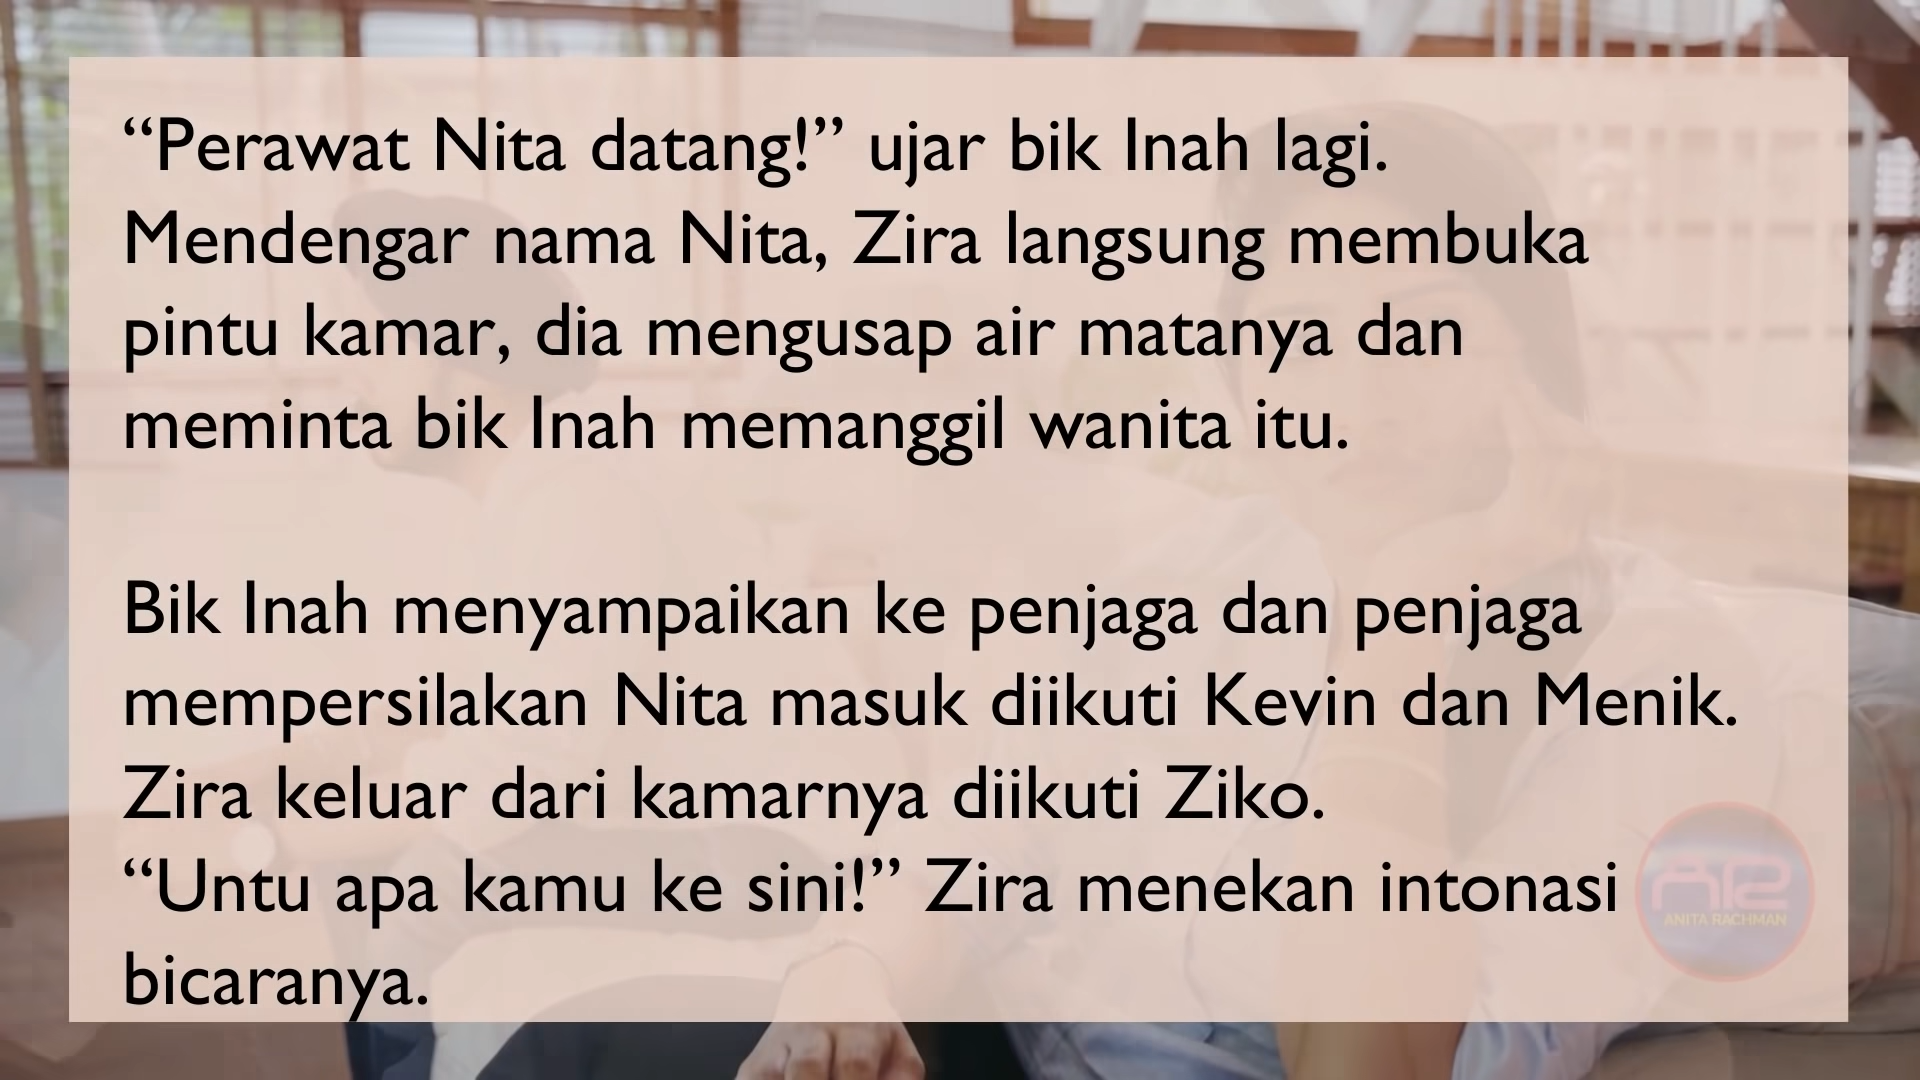 “Perawat Nita datang!” ujar bik Inah lagi.
Mendengar nama Nita, Zira langsung membuka
pintu kamar, dia mengusap air matanya dan
meminta bik Inah memanggil wanita itu.
Bik Inah menyampaikan ke penjaga dan penjaga
mempersilakan Nita masuk diikuti Kevin dan Menik.
Zira keluar dari kamarnya diikuti Ziko.
“Untu apa kamu ke sini!” Zira menekan intonasi
bicaranya.
AR
ANITA RACHMAN